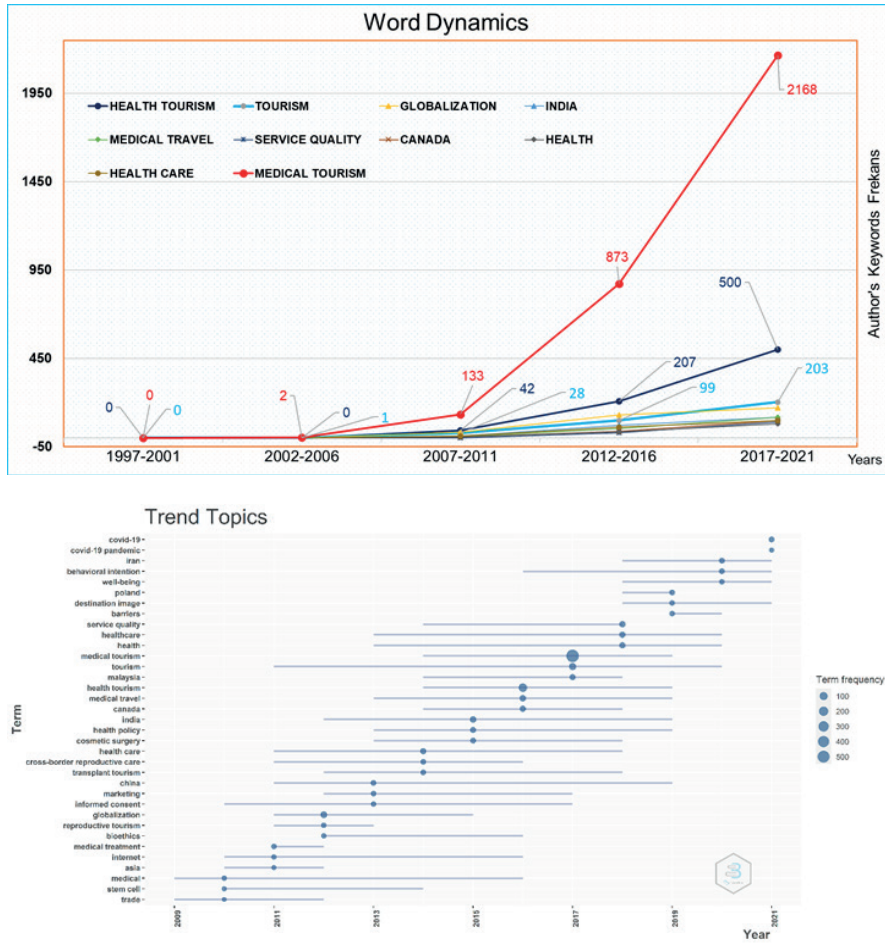 Word Dynamics
1950
1450
950
450
-50
HEALTH TOURISM TOURISM GLOBALIZATION INDIA
MEDICAL TRAVEL SERVICE QUALITY CANADA HEALTH
HEALTH CARE MEDICAL TOURISM
2168
873
500
207
203
133
42
28
99
0
0
0
2
0
1
Author's Keywords Frekans
1997-2001 2002-2006 2007-2011 2012-2016 2017-2021
Years
Trend Topics
covid-19
covid-19 pandemic
iran
behavioral intention
well-being
poland
destination image
barriers
service quality
healthcare
health
medical tourism
tourism
malaysia
health tourism
medical travel
canada
india
health policy
cosmetic surgery
health care
cross-border reproductive care
transplant tourism
china
marketing
informed consent
globalization
reproductive tourism
bioethics
medical treatment
internet
asia
medical
stem cell
trade
Term
2009 2011 2013 2015 2017 2019 2021
Year
Term frequency
100
200
300
400
500